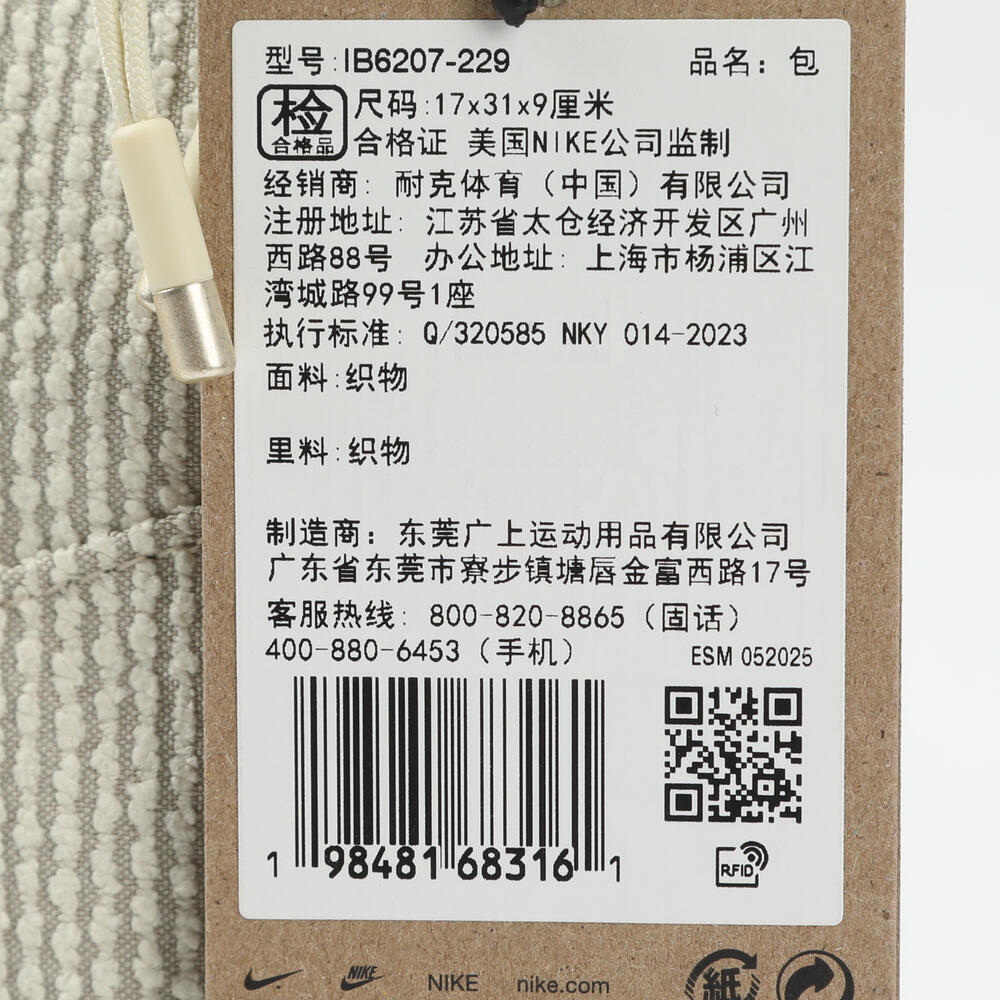 型号:IB6207-229 品名：包
检 合格品 尺码:17x31x9厘米
合格证 美国NIKE公司监制
经销商：耐克体育（中国）有限公司
注册地址：江苏省太仓经济开发区广州
西路88号 办公地址：上海市杨浦区江
湾城路99号1座
执行标准：Q/320585 NKY 014-2023
面料:织物
里料:织物
制造商：东莞广上运动用品有限公司
广东省东莞市寮步镇塘唇金富西路17号
客服热线：800-820-8865（固话）
400-880-6453（手机） ESM 052025
1 98481 68316 1
RFID
NIKE NIKE nike.com 紙